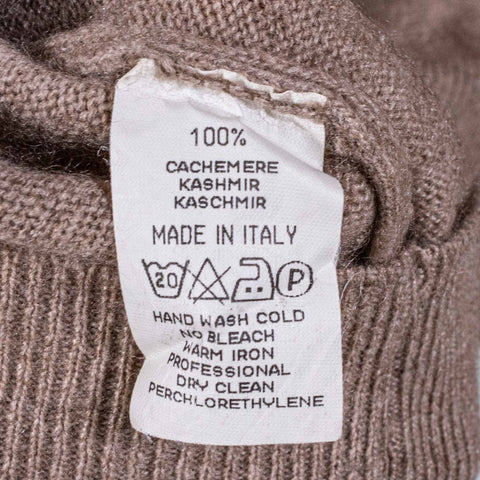 100%
CACHEMERE
KASHMIR
KASCHMIR
MADE IN ITALY
20 P
HAND WASH COLD
NO BLEACH
WARM IRON
PROFESSIONAL
DRY CLEAN
PERCHLORETHYLENE